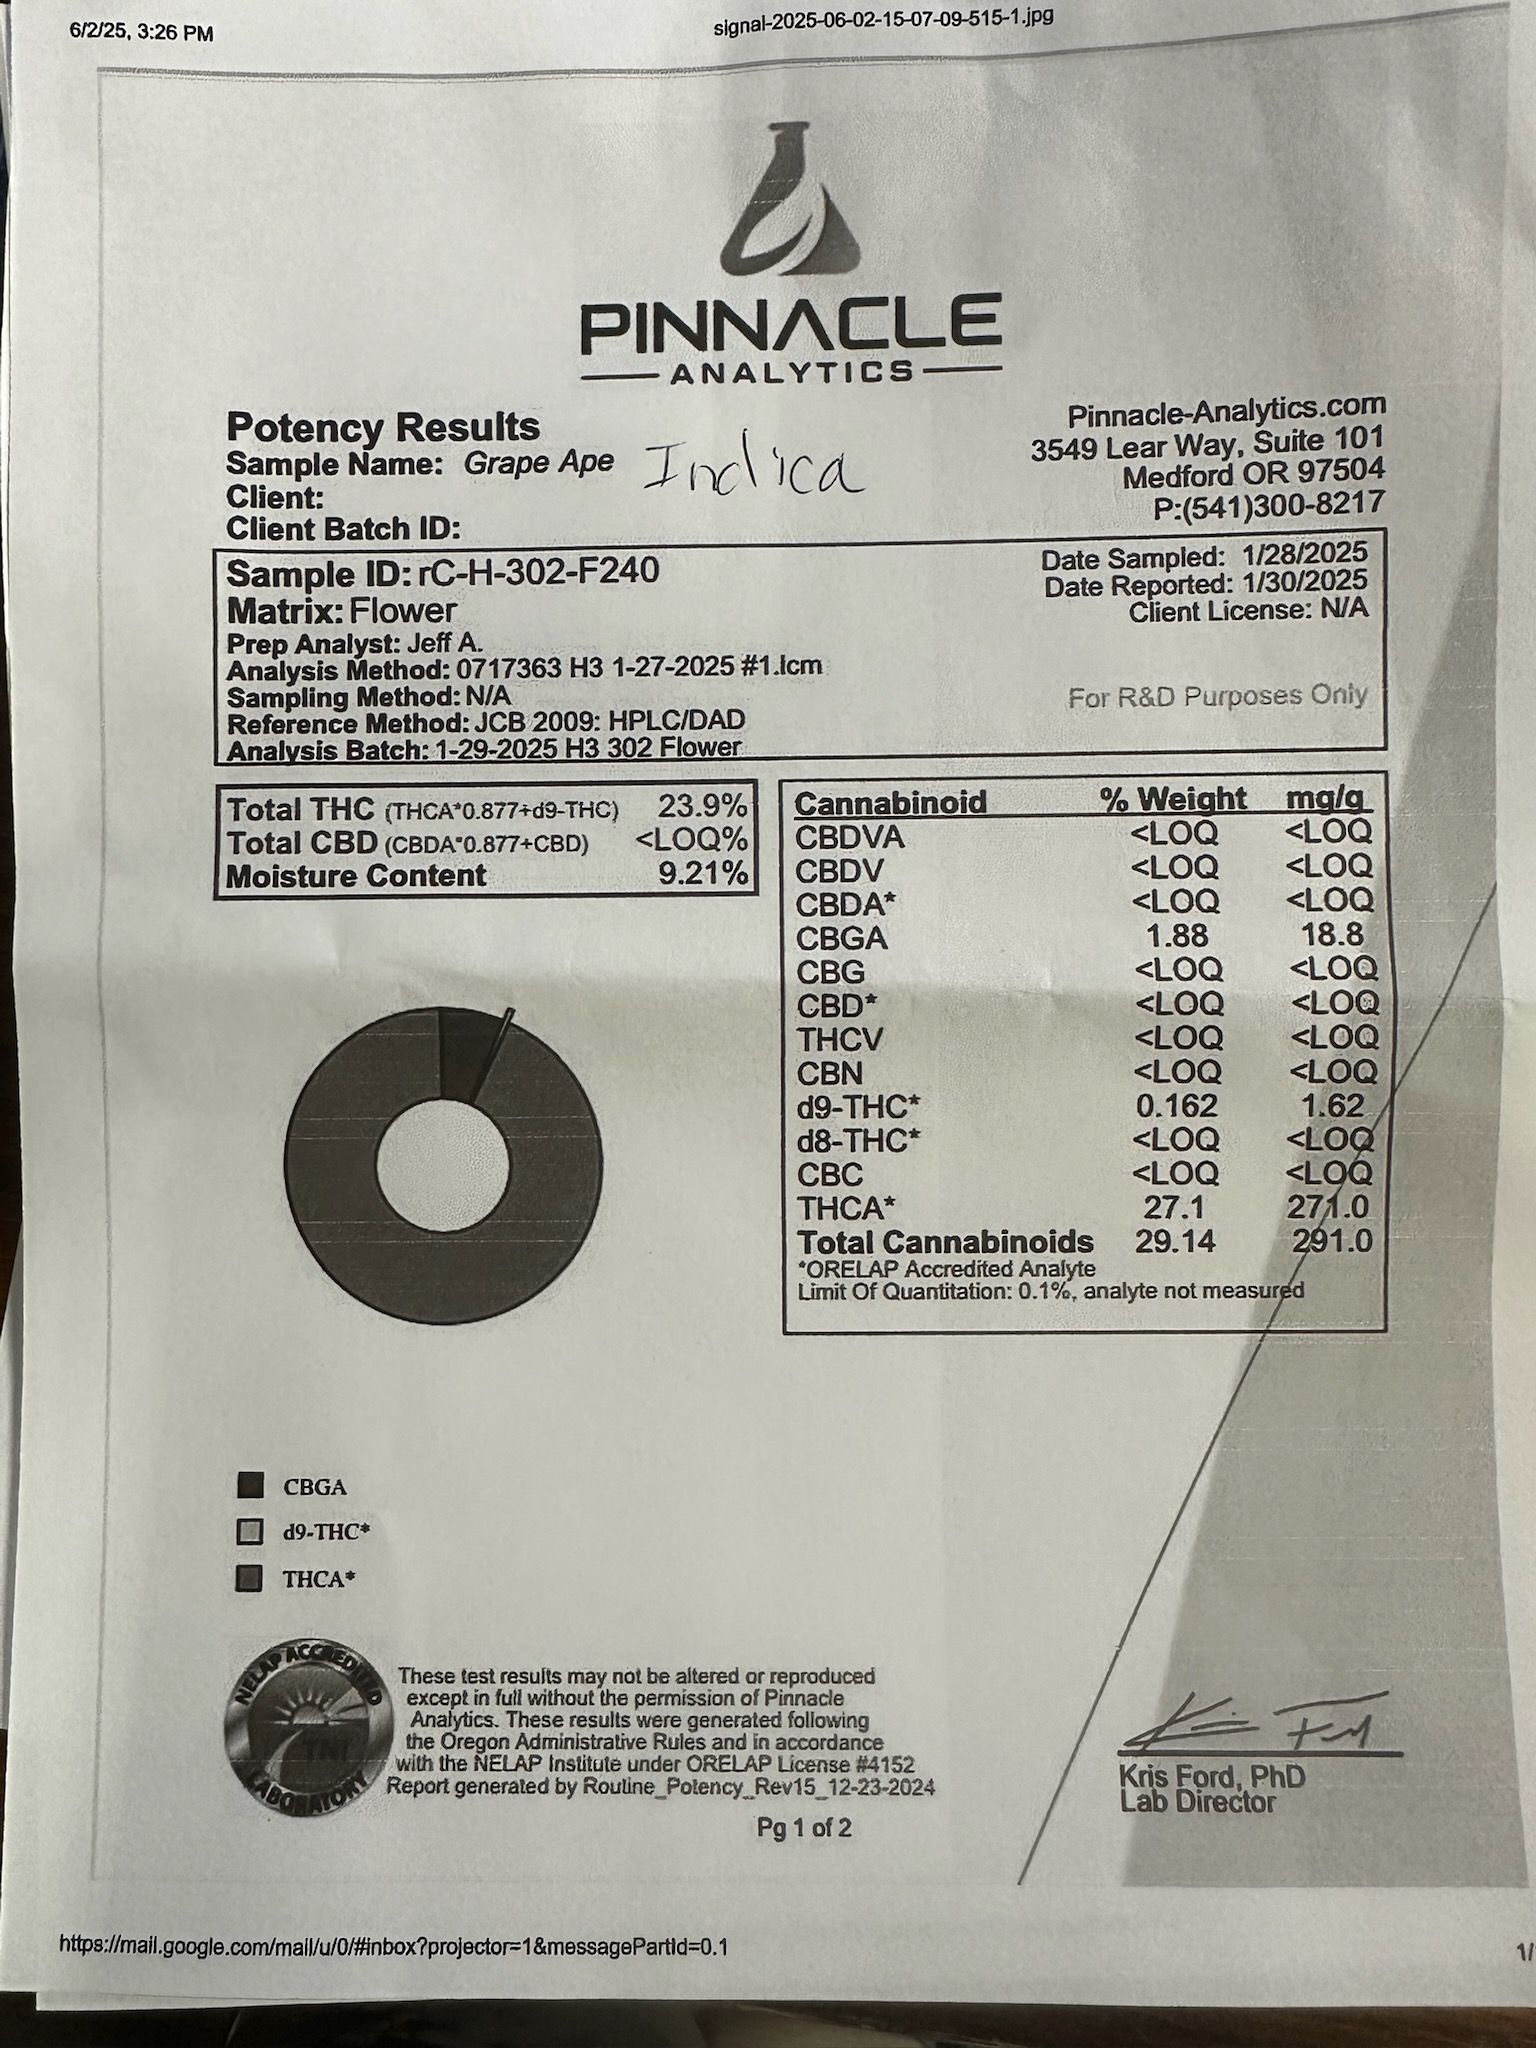 6/2/25, 3:26 PM
signal-2025-06-02-15-07-09-515-1.jpg
PINNACLE
ANALYTICS
Potency Results
Sample Name: Grape Ape Indica
Client:
Client Batch ID:
Pinnacle-Analytics.com
3549 Lear Way, Suite 101
Medford OR 97504
P:(541)300-8217
Sample ID: rC-H-302-F240
Matrix: Flower
Prep Analyst: Jeff A.
Analysis Method: 0717363 H3 1-27-2025 #1.lcm
Sampling Method: N/A
Reference Method: JCB 2009: HPLC/DAD
Analysis Batch: 1-29-2025 H3 302 Flower
Date Sampled: 1/28/2025
Date Reported: 1/30/2025
Client License: N/A
For R&D Purposes Only
Total THC (THCA*0.877+d9-THC) 23.9%
Total CBD (CBDA*0.877+CBD) <LOQ%
Moisture Content 9.21%
Cannabinoid % Weight mg/g
CBDVA <LOQ <LOQ
CBDV <LOQ <LOQ
CBDA* <LOQ <LOQ
CBGA 1.88 18.8
CBG <LOQ <LOQ
CBD* <LOQ <LOQ
THCV <LOQ <LOQ
CBN <LOQ <LOQ
d9-THC* 0.162 1.62
d8-THC* <LOQ <LOQ
CBC <LOQ <LOQ
THCA* 27.1 271.0
Total Cannabinoids 29.14 291.0
*ORELAP Accredited Analyte
Limit Of Quantitation: 0.1%, analyte not measured
CBGA
d9-THC*
THCA*
NELAP ACCREDITED
TNI
LABORATORY
These test results may not be altered or reproduced
except in full without the permission of Pinnacle
Analytics. These results were generated following
the Oregon Administrative Rules and in accordance
with the NELAP Institute under ORELAP License #4152
Report generated by Routine_Potency_Rev15_12-23-2024
Pg 1 of 2
Kris Ford, PhD
Lab Director
https://mail.google.com/mail/u/0/#inbox?projector=1&messagePartId=0.1
1/